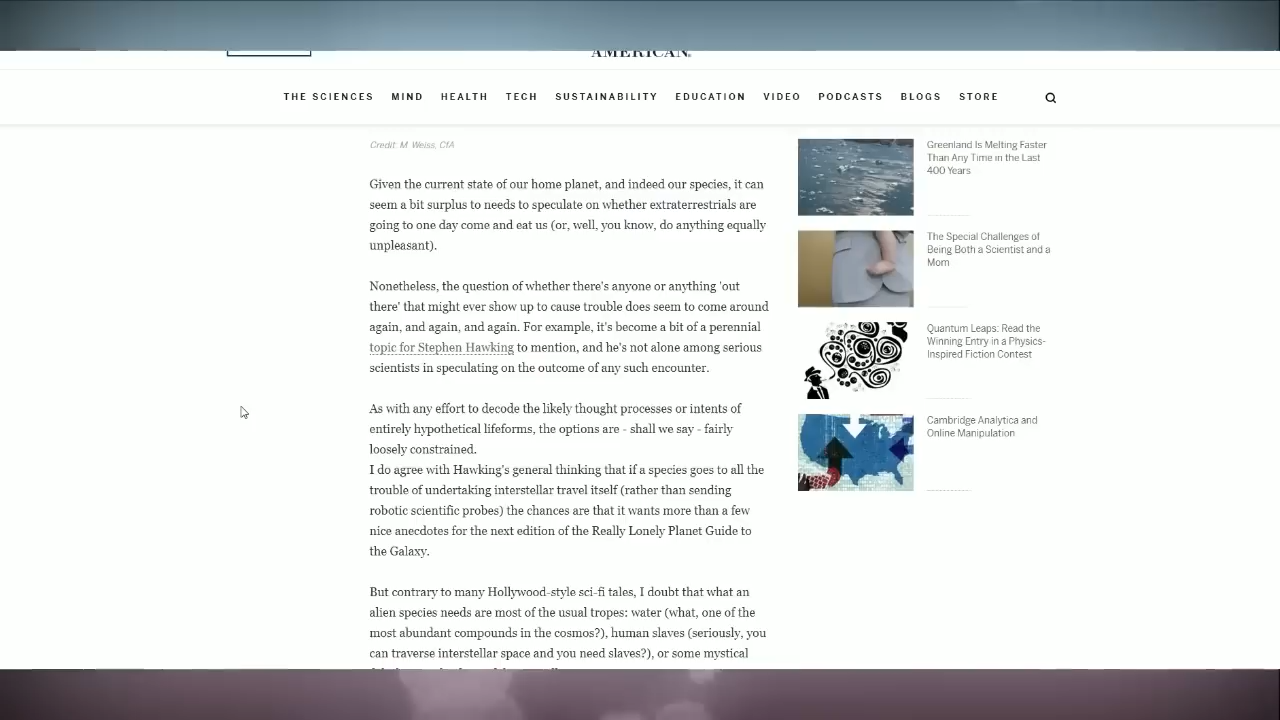 AMERICAN
THE SCIENCES MIND HEALTH TECH SUSTAINABILITY EDUCATION VIDEO PODCASTS BLOGS STORE
Credit: M. Weiss, CfA
Given the current state of our home planet, and indeed our species, it can
seem a bit surplus to needs to speculate on whether extraterrestrials are
going to one day come and eat us (or, well, you know, do anything equally
unpleasant).
Nonetheless, the question of whether there's anyone or anything 'out
there' that might ever show up to cause trouble does seem to come around
again, and again, and again. For example, it's become a bit of a perennial
topic for Stephen Hawking to mention, and he's not alone among serious
scientists in speculating on the outcome of any such encounter.
As with any effort to decode the likely thought processes or intents of
entirely hypothetical lifeforms, the options are - shall we say - fairly
loosely constrained.
I do agree with Hawking's general thinking that if a species goes to all the
trouble of undertaking interstellar travel itself (rather than sending
robotic scientific probes) the chances are that it wants more than a few
nice anecdotes for the next edition of the Really Lonely Planet Guide to
the Galaxy.
But contrary to many Hollywood-style sci-fi tales, I doubt that what an
alien species needs are most of the usual tropes: water (what, one of the
most abundant compounds in the cosmos?), human slaves (seriously, you
can traverse interstellar space and you need slaves?), or some mystical
Greenland Is Melting Faster
Than Any Time in the Last
400 Years
The Special Challenges of
Being Both a Scientist and a
Mom
Quantum Leaps: Read the
Winning Entry in a Physics-
Inspired Fiction Contest
Cambridge Analytica and
Online Manipulation